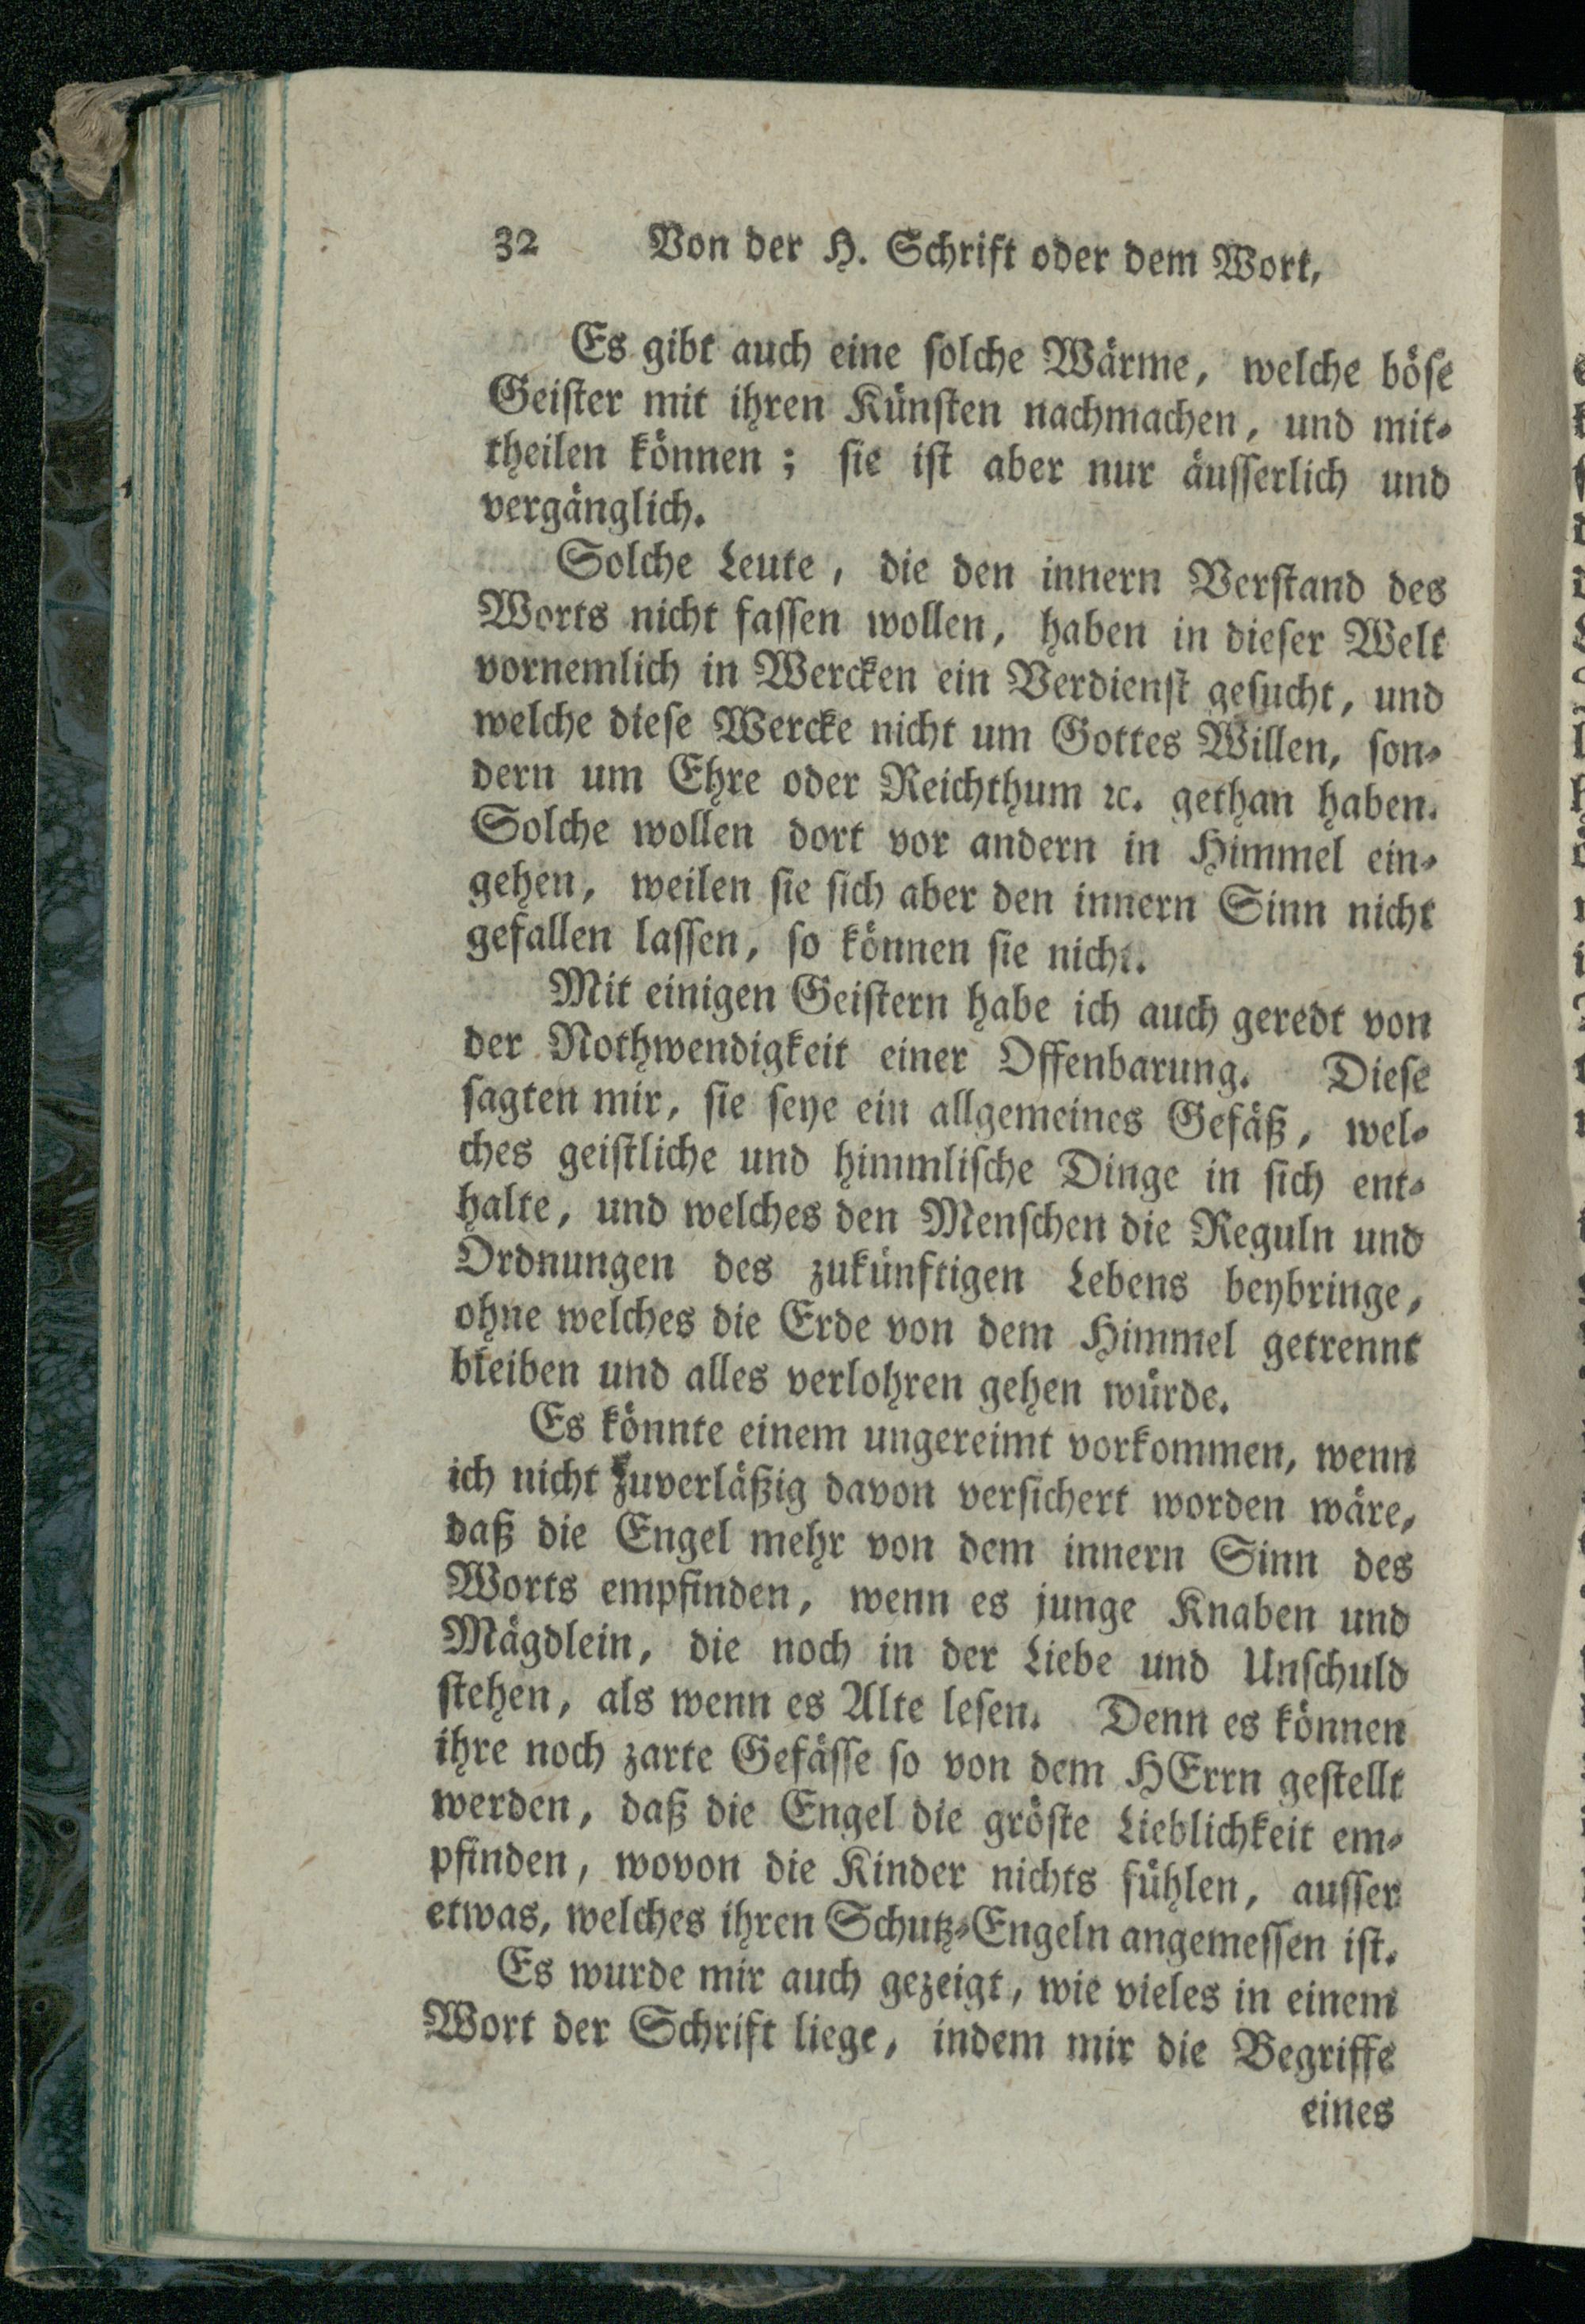 32 Von der H. Schrift oder dem Wort,
Es gibt auch eine ſolche Wärme, welche böſe
Geiſter mit ihren Künſten nachmachen, und mit⸗
theilen können; ſie iſt aber nur äuſſerlich und
vergänglich.
Solche Leute, die den innern Verſtand des
Worts nicht faſſen wollen, haben in dieſer Welt
vornemlich in Wercken ein Verdienſt geſucht, und
welche dieſe Wercke nicht um Gottes Willen, ſon⸗
dern um Ehre oder Reichthum ꝛc. gethan haben.
Solche wollen dort vor andern in Himmel ein⸗
gehen, weilen ſie ſich aber den innern Sinn nicht
gefallen laſſen, ſo können ſie nicht.
Mit einigen Geiſtern habe ich auch geredt von
der Nothwendigkeit einer Offenbarung. Dieſe
ſagten mir, ſie ſeye ein allgemeines Gefäß, wel⸗
ches geiſtliche und himmliſche Dinge in ſich ent⸗
halte, und welches den Menſchen die Reguln und
Ordnungen des zukünftigen Lebens beybringe,
ohne welches die Erde von dem Himmel getrennt
bleiben und alles verlohren gehen würde.
Es könnte einem ungereimt vorkommen, wenn
ich nicht zuverläßig davon verſichert worden wäre,
daß die Engel mehr von dem innern Sinn des
Worts empfinden, wenn es junge Knaben und
Mägdlein, die noch in der Liebe und Unſchuld
ſtehen, als wenn es Alte leſen. Denn es können
ihre noch zarte Gefäſſe ſo von dem HErrn geſtellt
werden, daß die Engel die gröſte Lieblichkeit em⸗
pfinden, wovon die Kinder nichts fühlen, auſſer
etwas, welches ihren Schutz⸗Engeln angemeſſen iſt.
Es wurde mir auch gezeigt, wie vieles in einem
Wort der Schrift liege, indem mir die Begriffe
eines